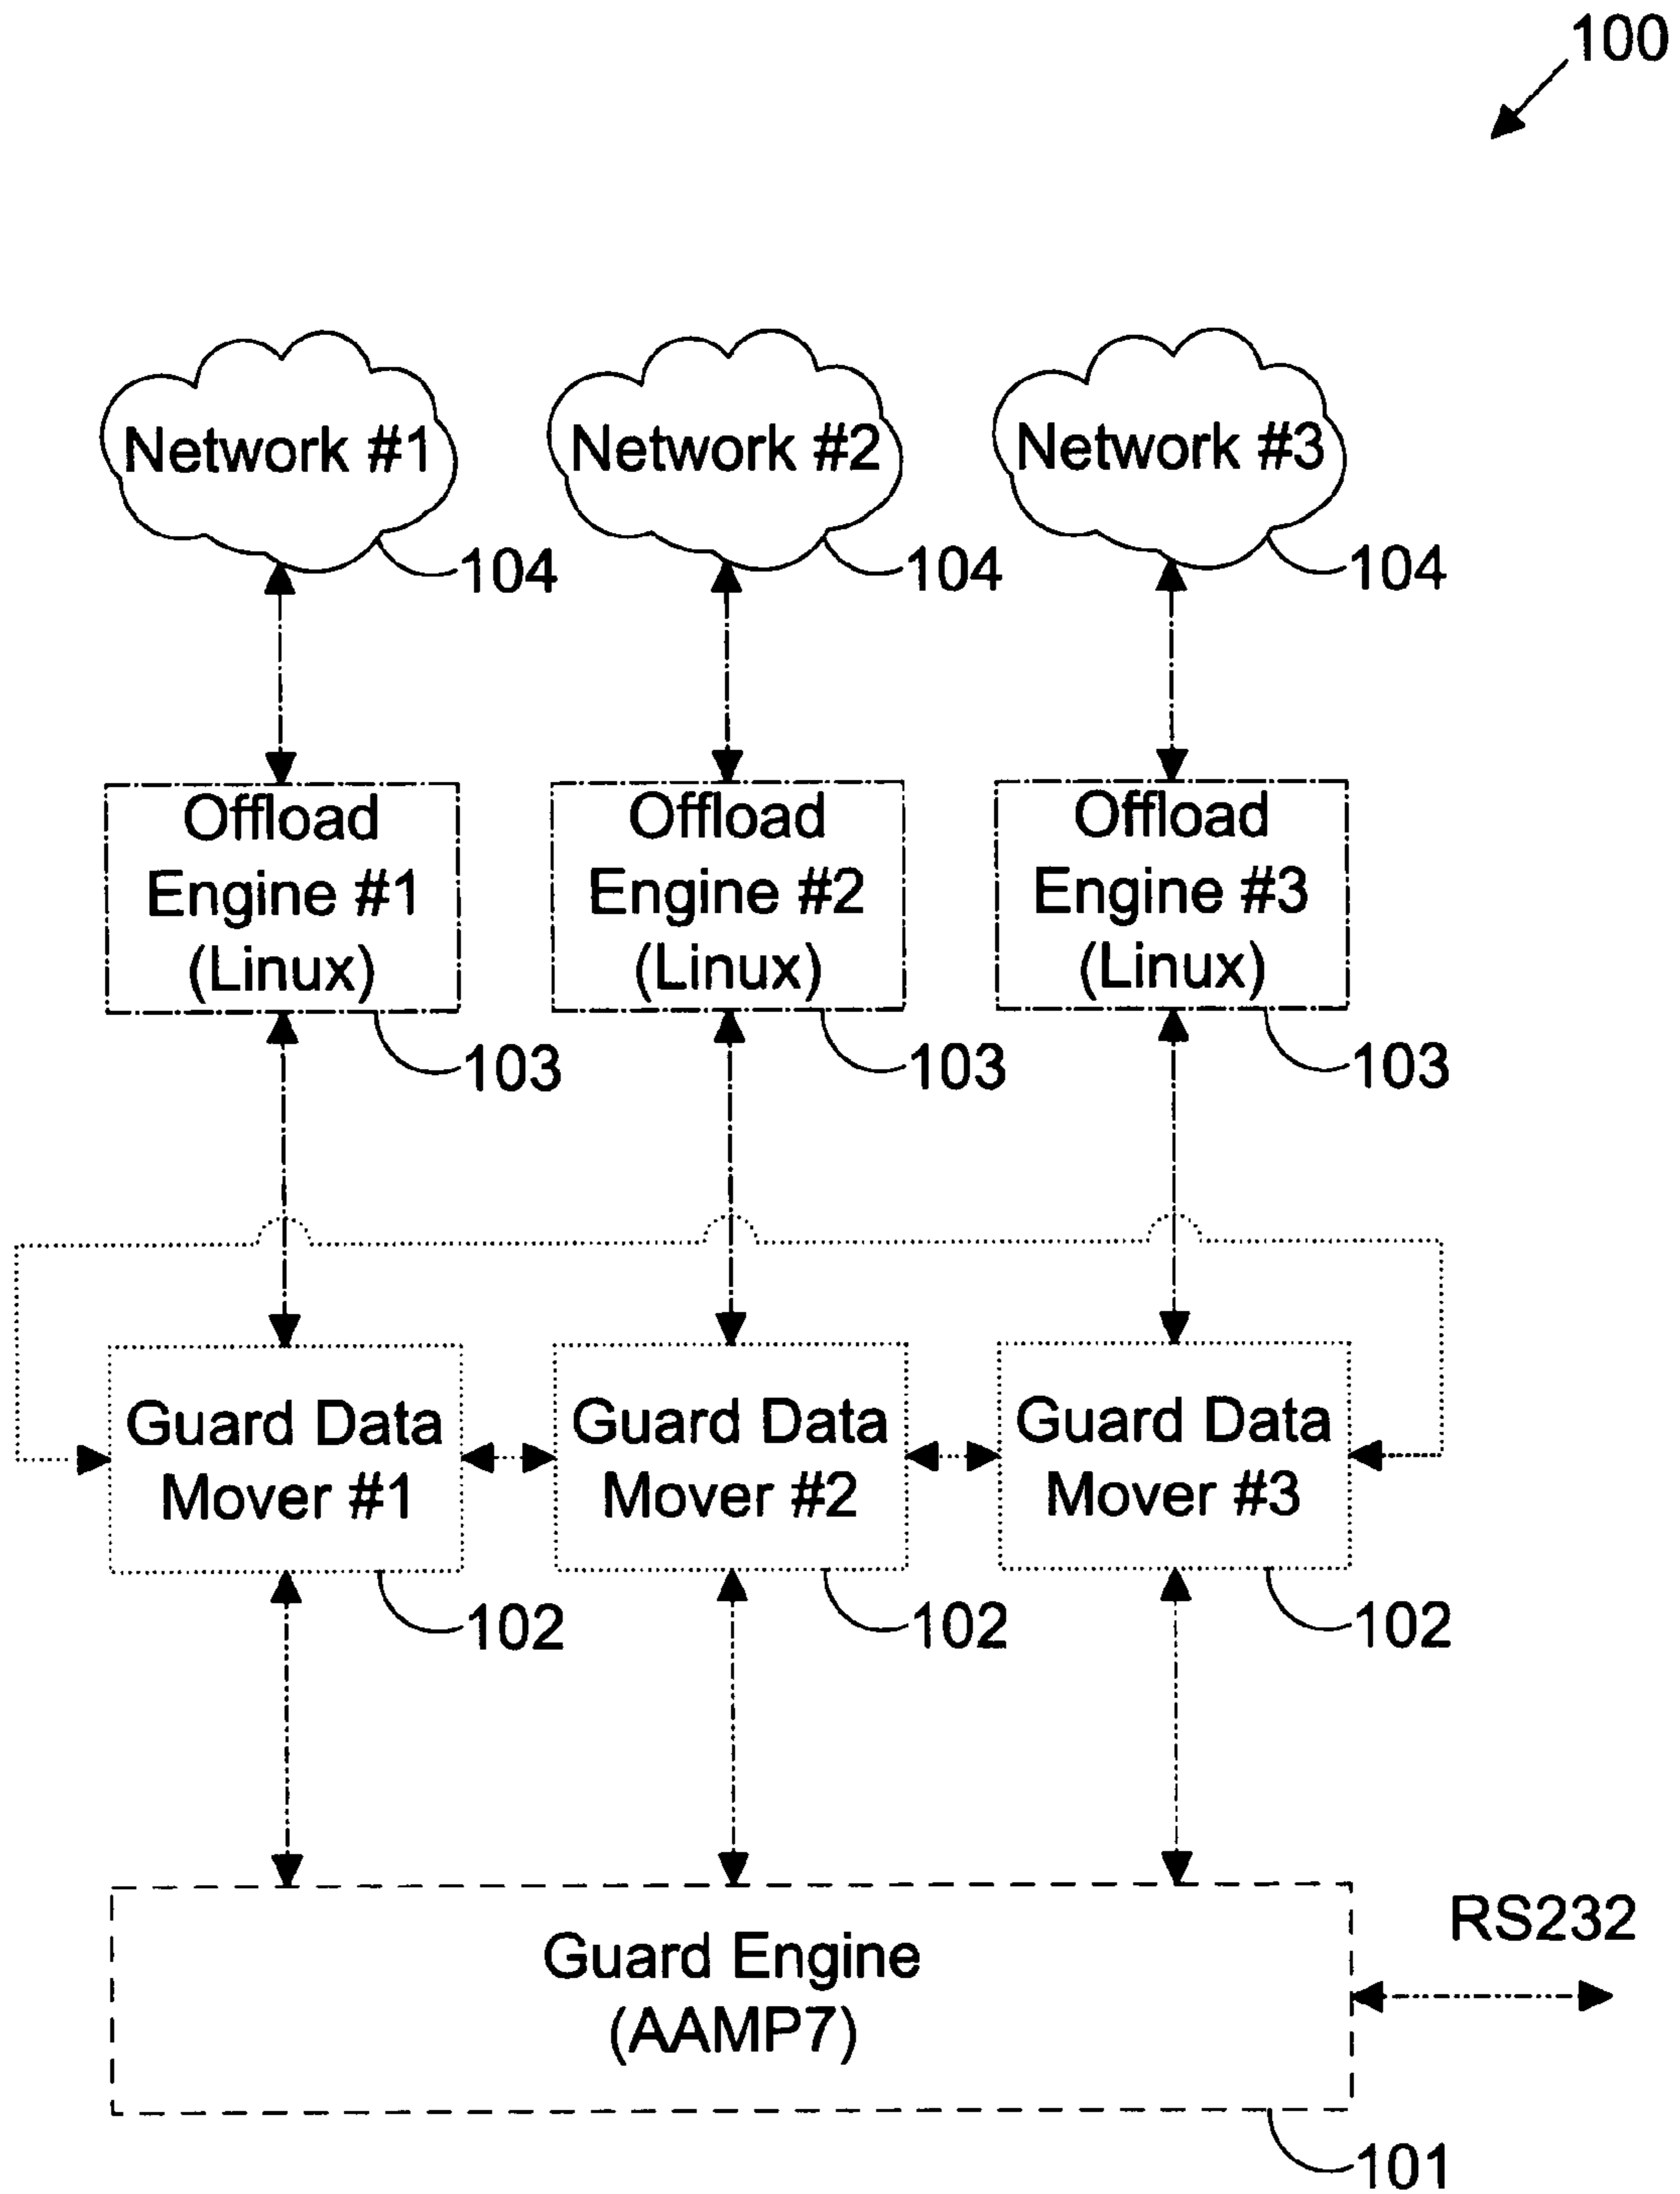 100
Network #1
Network #2
Network #3
104
104
104
Offload
Engine #1
(Linux)
Offload
Engine #2
(Linux)
Offload
Engine #3
(Linux)
103
103
103
Guard Data
Mover #1
Guard Data
Mover #2
Guard Data
Mover #3
102
102
102
Guard Engine
(AAMP7)
RS232
101